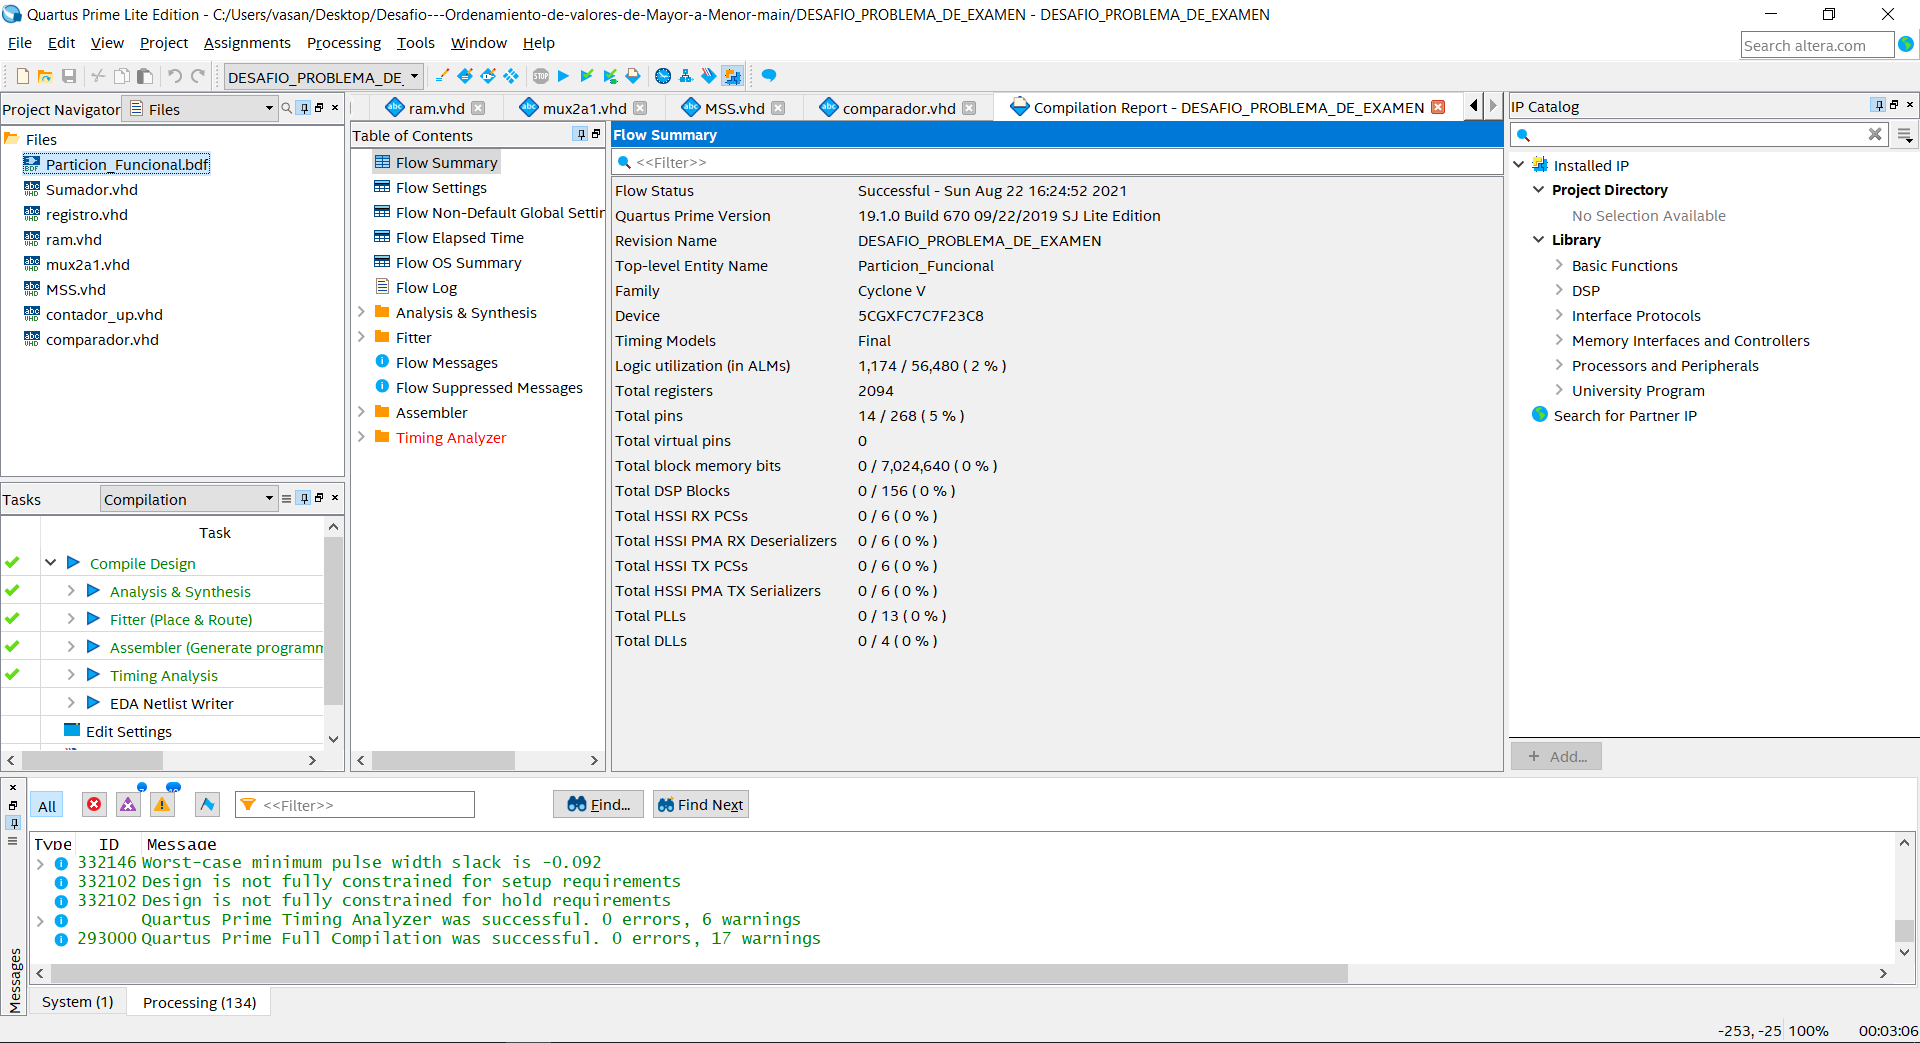 Quartus Prime Lite Edition - C:/Users/vasan/Desktop/Desafio---Ordenamiento-de-valores-de-Mayor-a-Menor-main/DESAFIO_PROBLEMA_DE_EXAMEN - DESAFIO_PROBLEMA_DE_EXAMEN
File Edit View Project Assignments Processing Tools Window Help
Search altera.com
DESAFIO_PROBLEMA_DE_
STOP
Project Navigator Files
Files
Particion_Funcional.bdf
Sumador.vhd
registro.vhd
ram.vhd
mux2a1.vhd
MSS.vhd
contador_up.vhd
comparador.vhd
Tasks Compilation
Task
Compile Design
Analysis & Synthesis
Fitter (Place & Route)
Assembler (Generate programm
Timing Analysis
EDA Netlist Writer
Edit Settings
ram.vhd mux2a1.vhd MSS.vhd comparador.vhd Compilation Report - DESAFIO_PROBLEMA_DE_EXAMEN
Table of Contents
Flow Summary
Flow Settings
Flow Non-Default Global Settin
Flow Elapsed Time
Flow OS Summary
Flow Log
Analysis & Synthesis
Fitter
Flow Messages
Flow Suppressed Messages
Assembler
Timing Analyzer
Flow Summary
<<Filter>>
Flow Status Successful - Sun Aug 22 16:24:52 2021
Quartus Prime Version 19.1.0 Build 670 09/22/2019 SJ Lite Edition
Revision Name DESAFIO_PROBLEMA_DE_EXAMEN
Top-level Entity Name Particion_Funcional
Family Cyclone V
Device 5CGXFC7C7F23C8
Timing Models Final
Logic utilization (in ALMs) 1,174 / 56,480 ( 2 % )
Total registers 2094
Total pins 14 / 268 ( 5 % )
Total virtual pins 0
Total block memory bits 0 / 7,024,640 ( 0 % )
Total DSP Blocks 0 / 156 ( 0 % )
Total HSSI RX PCSs 0 / 6 ( 0 % )
Total HSSI PMA RX Deserializers 0 / 6 ( 0 % )
Total HSSI TX PCSs 0 / 6 ( 0 % )
Total HSSI PMA TX Serializers 0 / 6 ( 0 % )
Total PLLs 0 / 13 ( 0 % )
Total DLLs 0 / 4 ( 0 % )
IP Catalog
Installed IP
Project Directory
No Selection Available
Library
Basic Functions
DSP
Interface Protocols
Memory Interfaces and Controllers
Processors and Peripherals
University Program
Search for Partner IP
+ Add...
All <<Filter>> Find... Find Next
Type ID Message
332146 Worst-case minimum pulse width slack is -0.092
332102 Design is not fully constrained for setup requirements
332102 Design is not fully constrained for hold requirements
Quartus Prime Timing Analyzer was successful. 0 errors, 6 warnings
293000 Quartus Prime Full Compilation was successful. 0 errors, 17 warnings
Messages
System (1) Processing (134)
-253, -25 100% 00:03:06